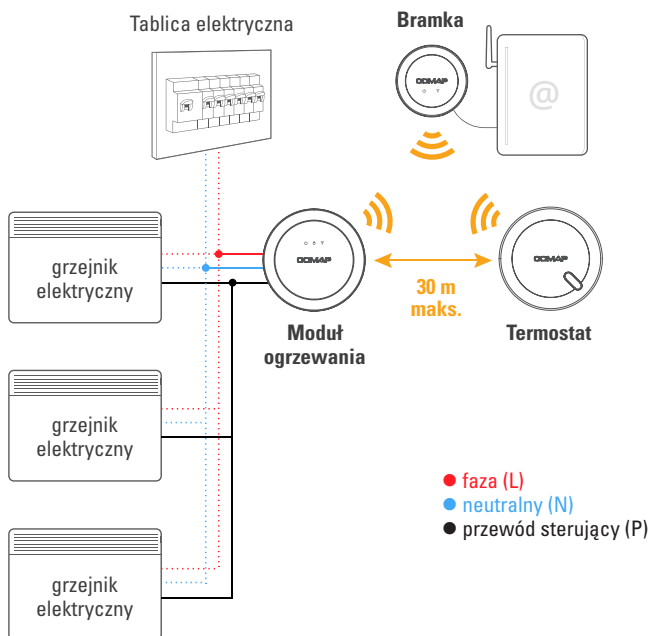 Tablica elektryczna
Bramka
COMAP
@
grzejnik
elektryczny
COMAP
30 m
maks.
COMAP
Moduł
ogrzewania
Termostat
grzejnik
elektryczny
faza (L)
neutralny (N)
przewód sterujący (P)
grzejnik
elektryczny